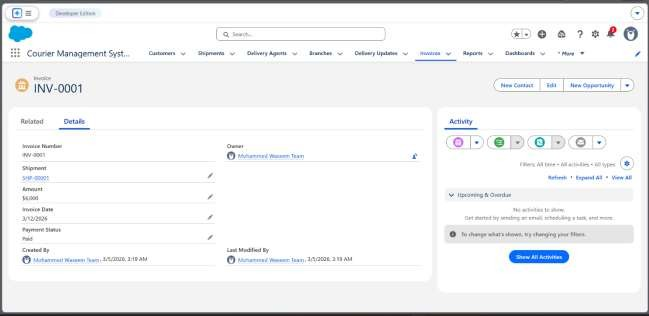 Developer Edition
Search...
Courier Management Syst...
Customers
Shipments
Delivery Agents
Branches
Delivery Updates
Invoices
Reports
Dashboards
* More
Invoice
INV-0001
New Contact
Edit
New Opportunity
Related
Details
Invoice Number
INV-0001
Owner
Mohammed Waseem Team
Shipment
SHP-00001
Amount
$6,000
Invoice Date
3/12/2026
Payment Status
Paid
Created By
Mohammed Waseem Team, 3/5/2026, 3:19 AM
Last Modified By
Mohammed Waseem Team, 3/5/2026, 3:19 AM
Activity
Filters: All time • All activities • All types
Refresh • Expand All • View All
Upcoming & Overdue
No activities to show.
Get started by sending an email, scheduling a task, and more.
To change what's shown, try changing your filters.
Show All Activities